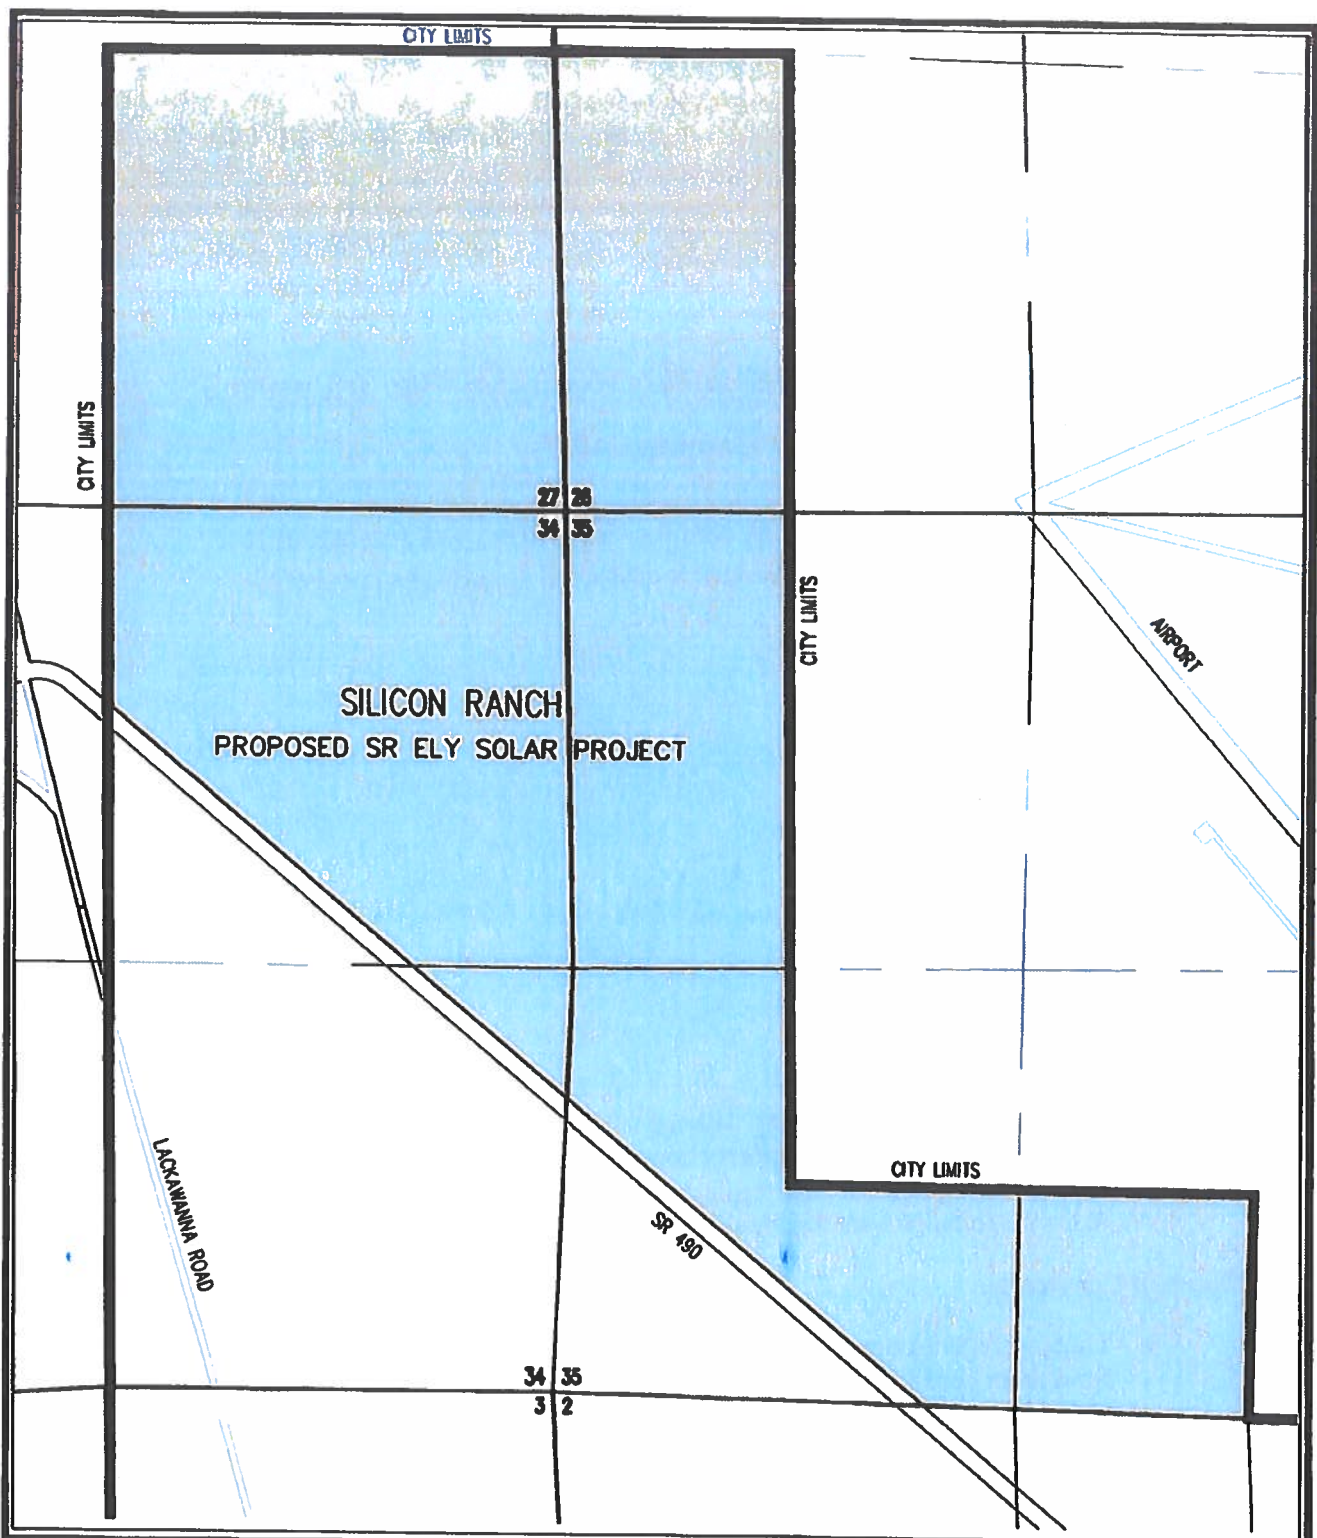 CITY LIMITS
CITY LIMITS
27 26
34 35
CITY LIMITS
AIRPORT
SILICON RANCH
PROPOSED SR ELY SOLAR PROJECT
LACKAWANNA ROAD
CITY LIMITS
SR 490
34 35
3 2